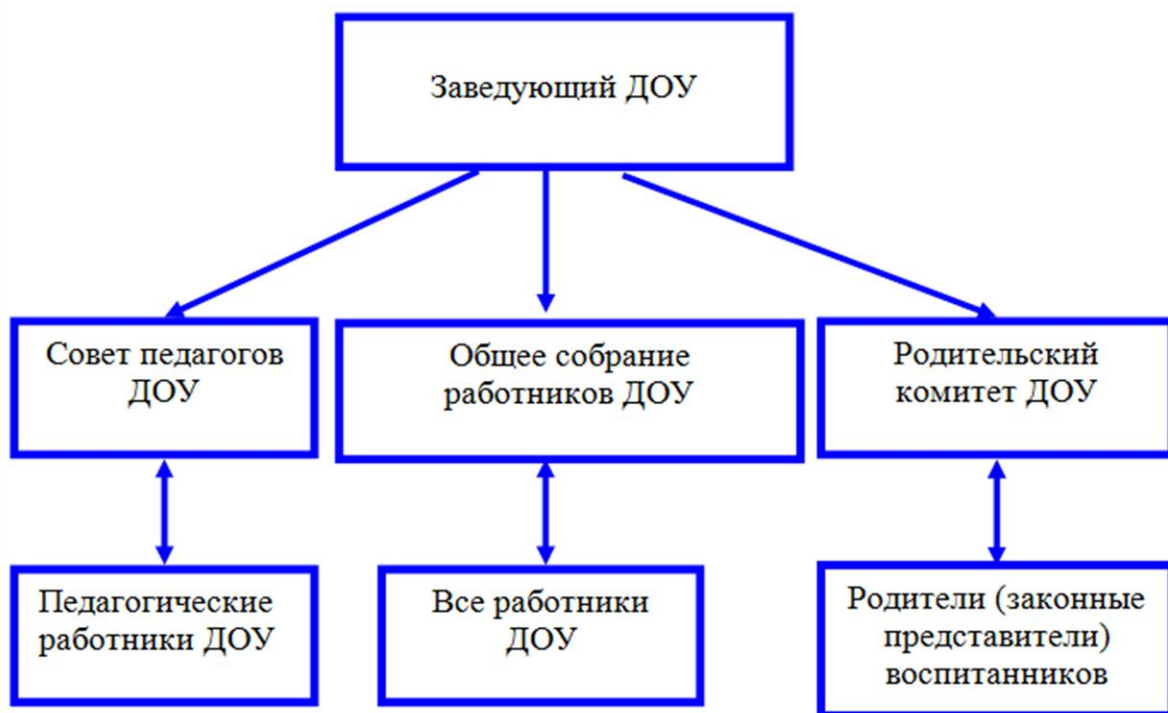 Заведующий ДОУ
Совет педагогов
ДОУ
Общее собрание
работников ДОУ
Родительский
комитет ДОУ
Педагогические
работники ДОУ
Все работники
ДОУ
Родители (законные
представители)
воспитанников